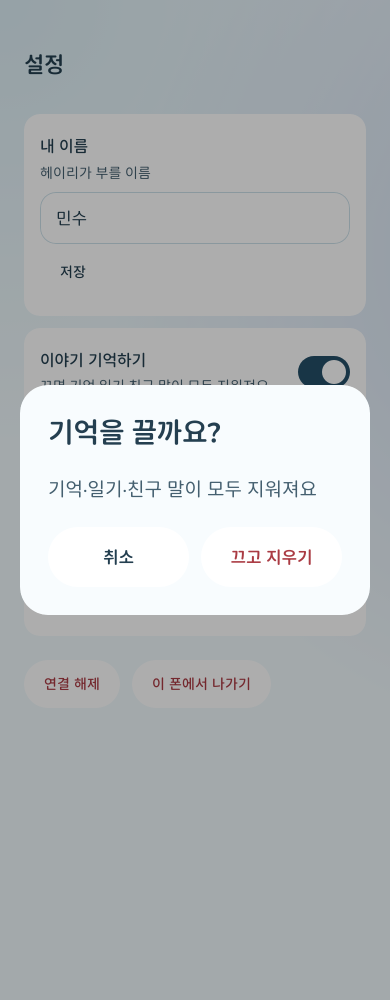 설정
내 이름
헤이리가 부를 이름
민수
저장
이야기 기억하기
기억을 끌까요?
기억·일기·친구 말이 모두 지워져요
취소
끄고 지우기
연결 해제
이 폰에서 나가기